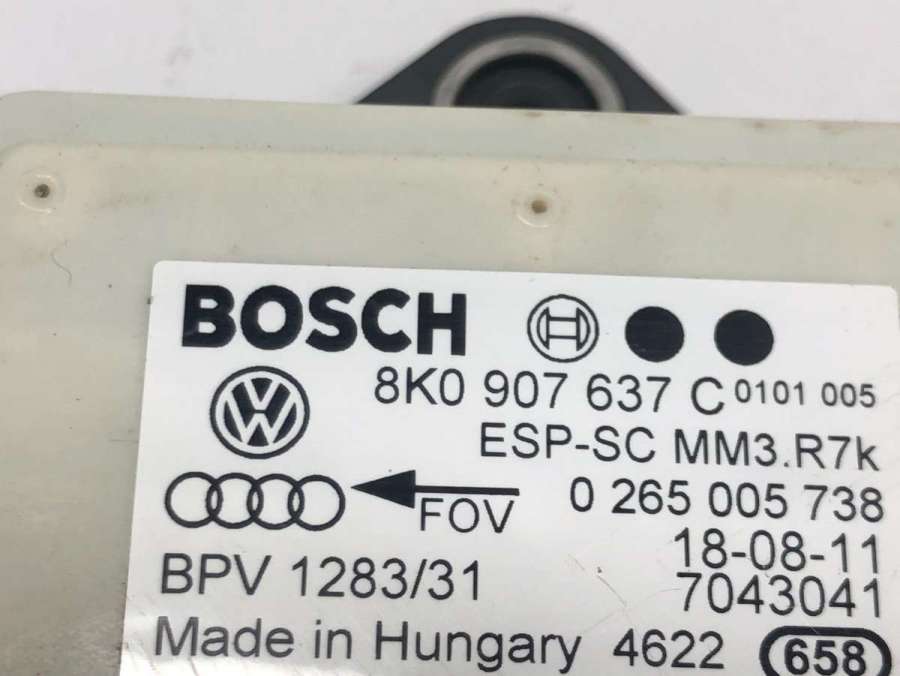 BOSCH
8K0 907 637 C 0101 005
ESP-SC MM3.R7k
FOV 0 265 005 738
18-08-11
BPV 1283/31 7043041
Made in Hungary 4622 658